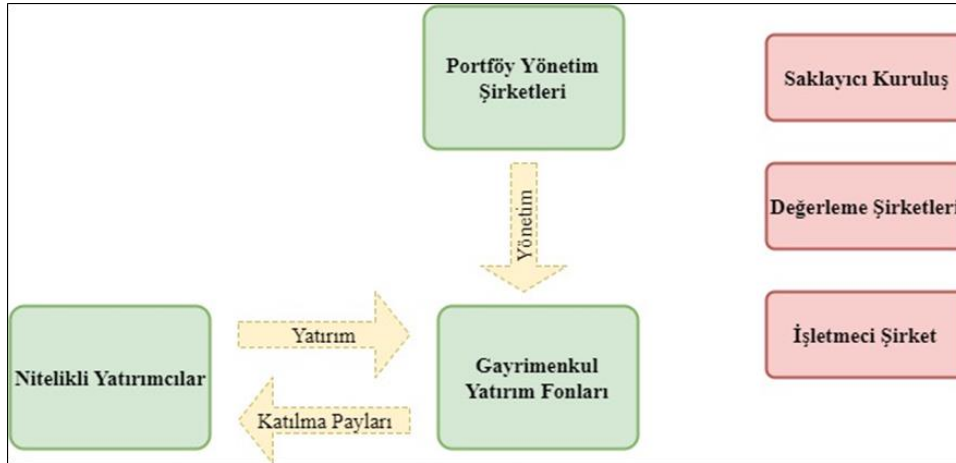 Portföy Yönetim
Şirketleri
Saklayıcı Kuruluş
Yönetim
Değerleme Şirketleri
Nitelikli Yatırımcılar
Yatırım
Katılma Payları
Gayrimenkul
Yatırım Fonları
İşletmeci Şirket